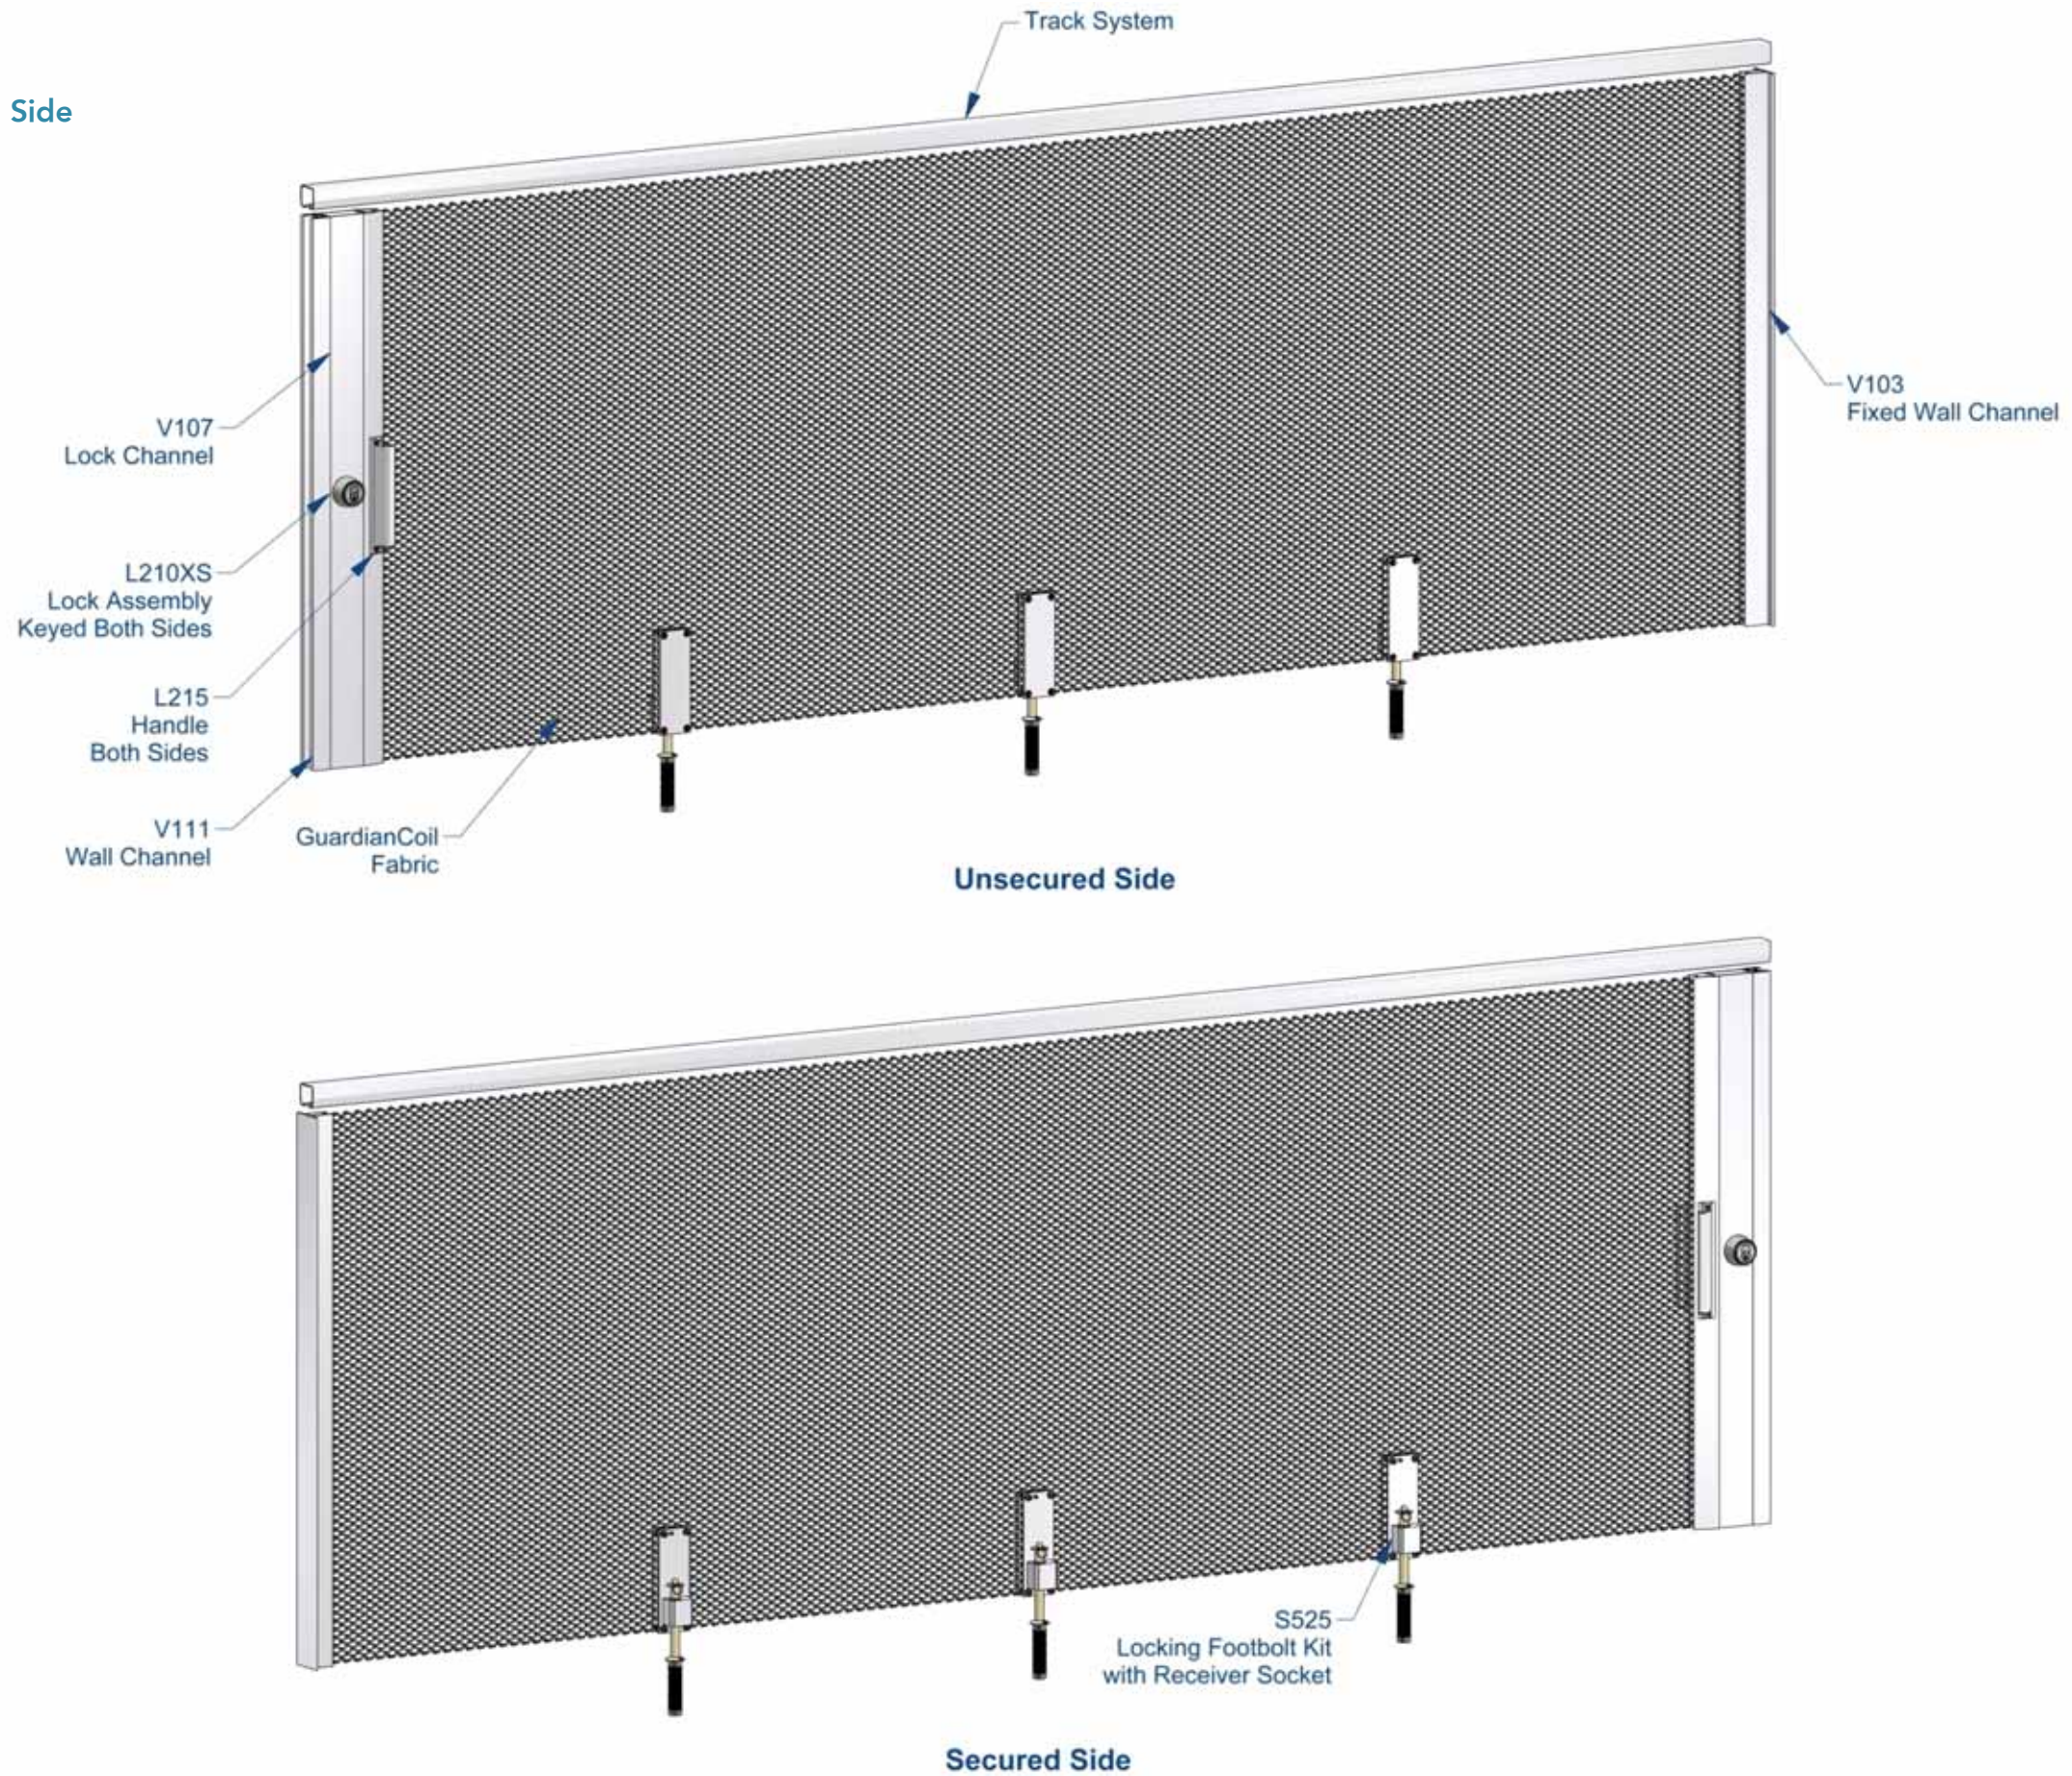 Track System
Side
V103
Fixed Wall Channel
V107
Lock Channel
L210XS
Lock Assembly
Keyed Both Sides
L215
Handle
Both Sides
V111
Wall Channel
GuardianCoil
Fabric
Unsecured Side
S525
Locking Footbolt Kit
with Receiver Socket
Secured Side